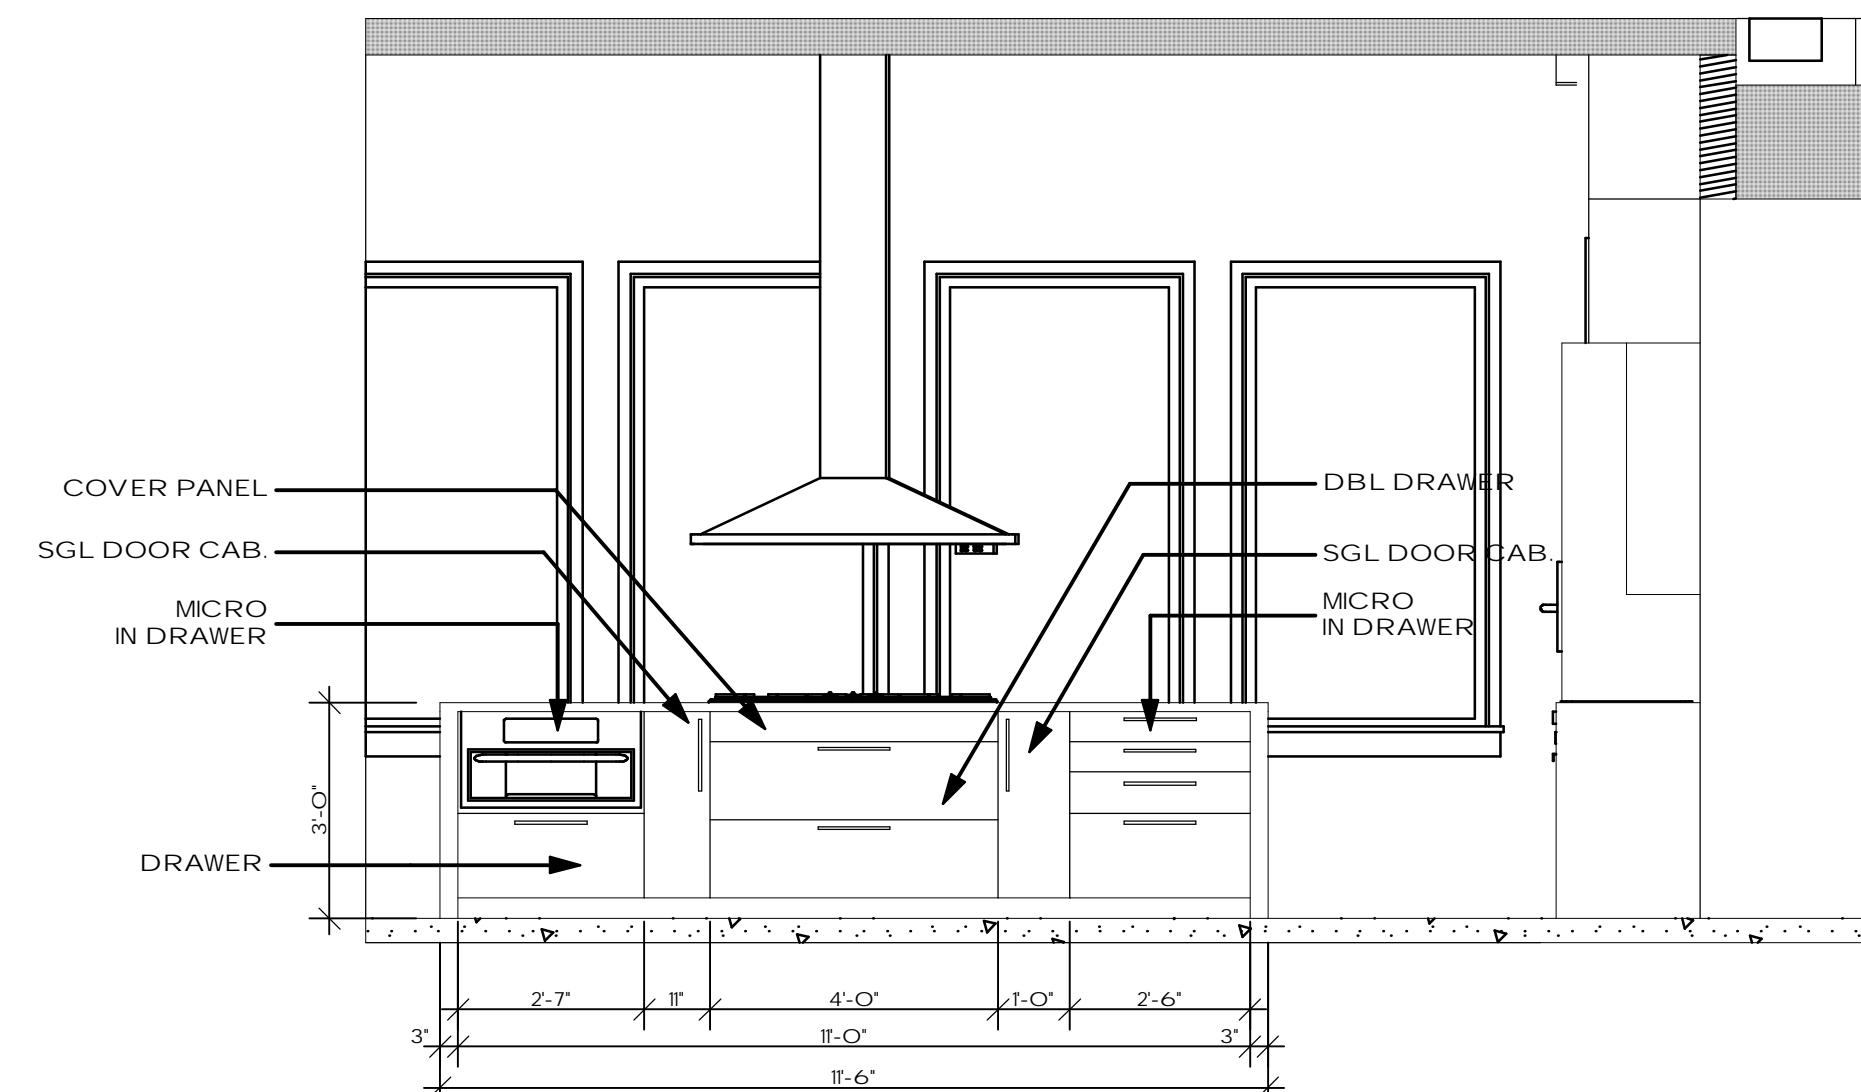 COVER PANEL
DBL DRAWER
SGL DOOR CAB.
SGL DOOR CAB.
MICRO
IN DRAWER
MICRO
IN DRAWER
3'-0"
DRAWER
2'-7"
11"
4'-0"
1'-0"
2'-6"
3"
11'-0"
3"
11'-6"